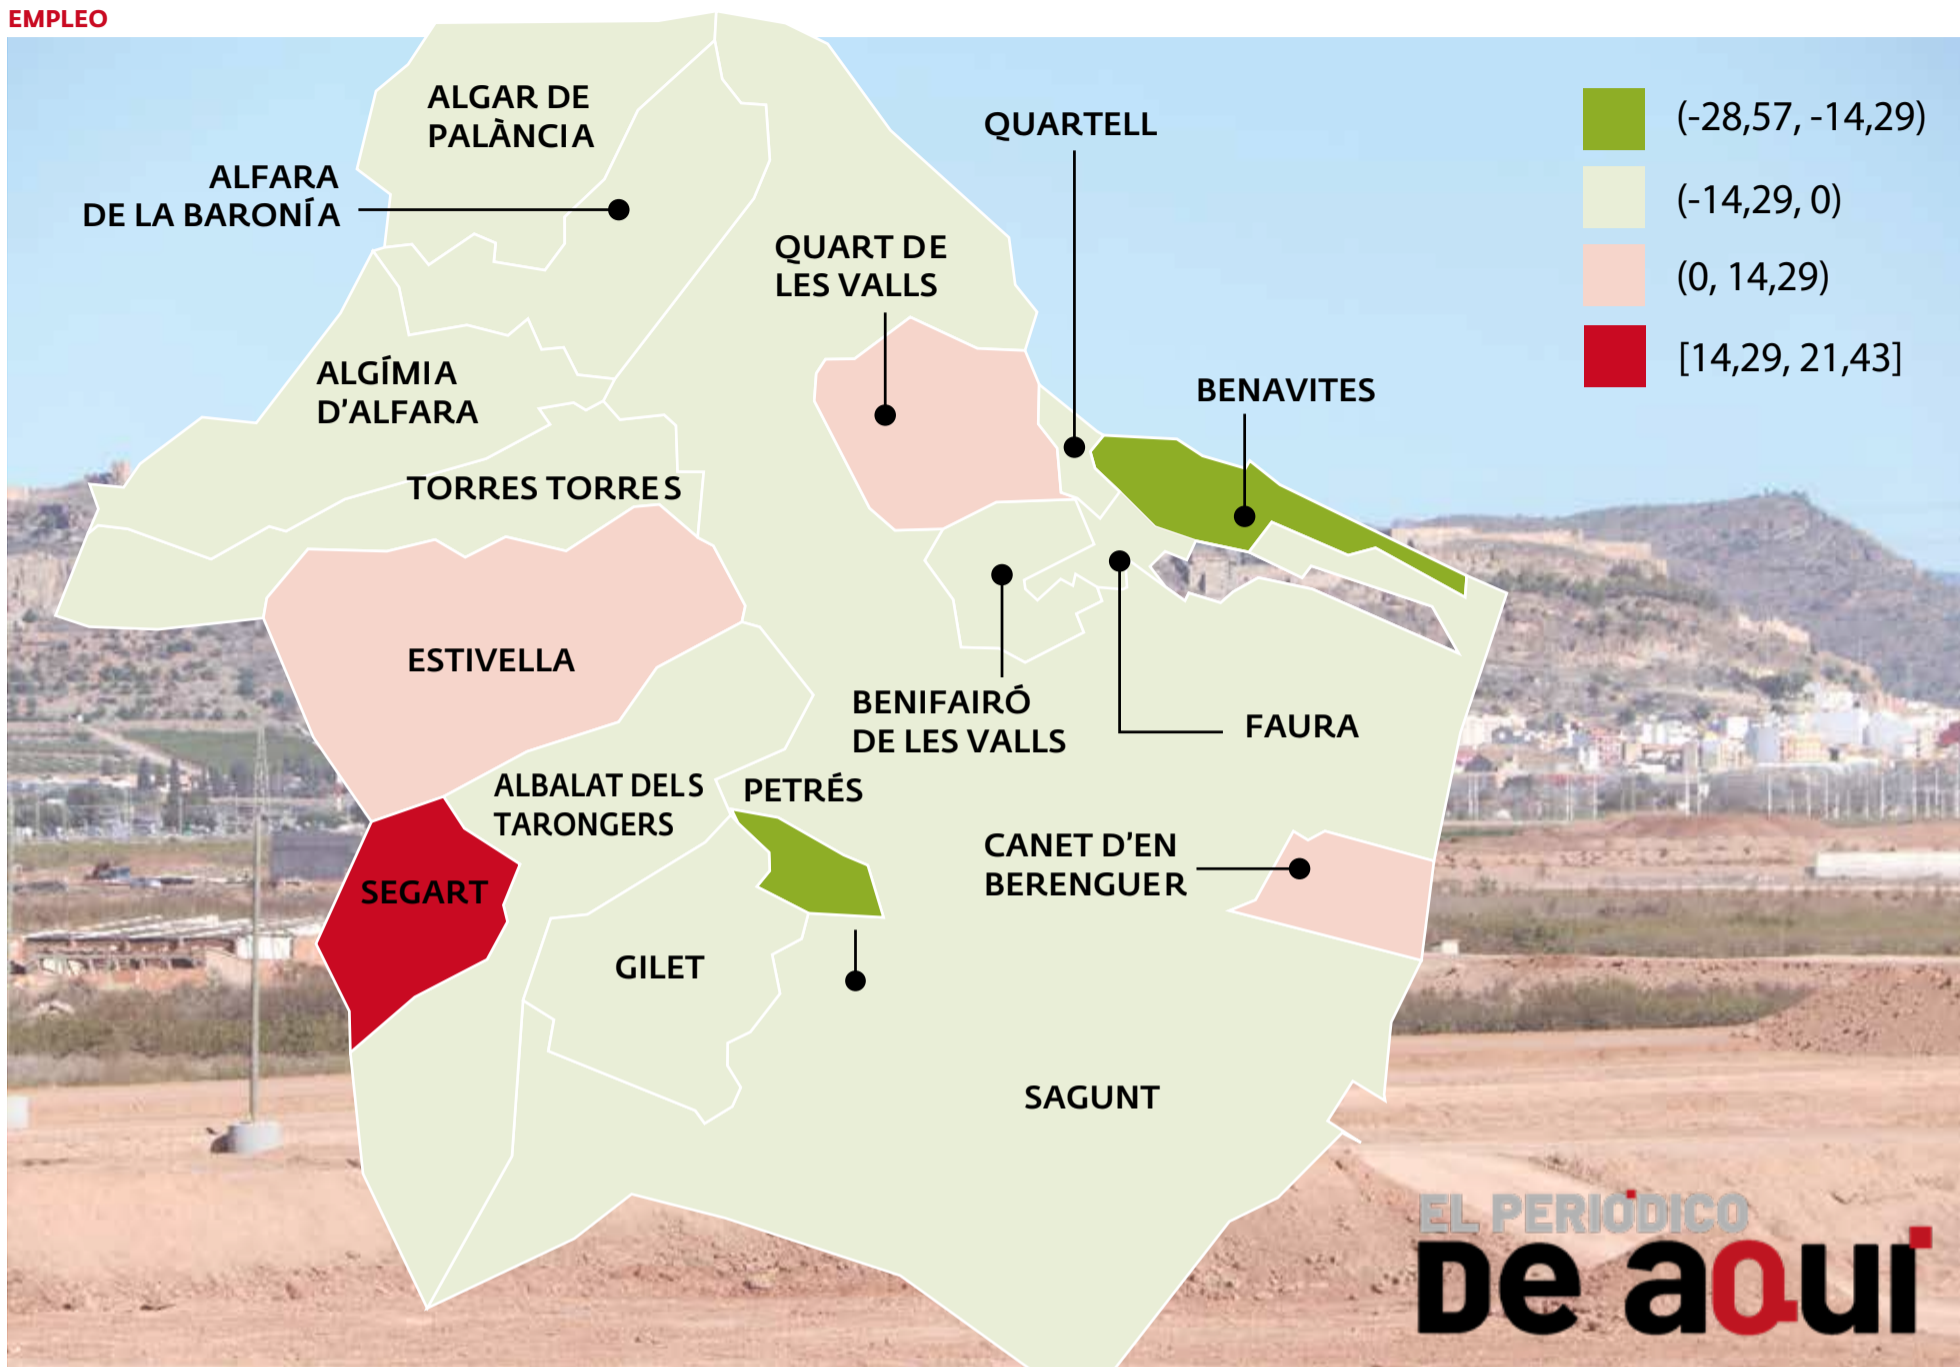 EMPLEO
ALGAR DE
PALÀNCIA
ALFARA
DE LA BARONÍA
QUARTELL
QUART DE
LES VALLS
(-28,57, -14,29)
(-14,29, 0)
(0, 14,29)
[14,29, 21,43]
ALGÍMIA
D'ALFARA
BENAVITES
TORRES TORRES
ESTIVELLA
BENIFAIRÓ
DE LES VALLS
FAURA
ALBALAT DELS
TARONGERS
PETRÉS
CANET D'EN
BERENGUER
SEGART
GILET
SAGUNT
EL PERIÓDICO
DE AQUÍ